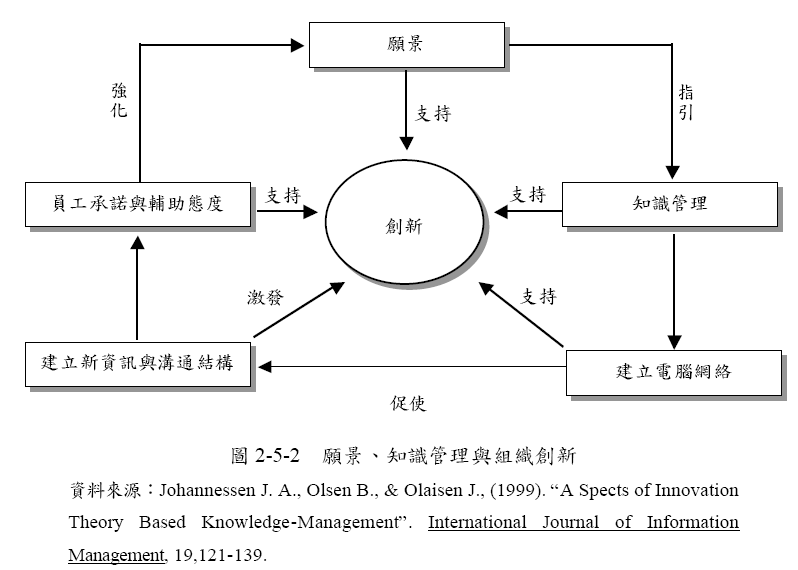 願景
強化
支持
指引
員工承諾與輔助態度
支持
創新
支持
知識管理
激發
支持
建立新資訊與溝通結構
建立電腦網絡
促使
圖 2-5-2　願景、知識管理與組織創新
資料來源：Johannessen J. A., Olsen B., & Olaisen J., (1999). “A Spects of Innovation
Theory Based Knowledge-Management”. International Journal of Information
Management, 19,121-139.